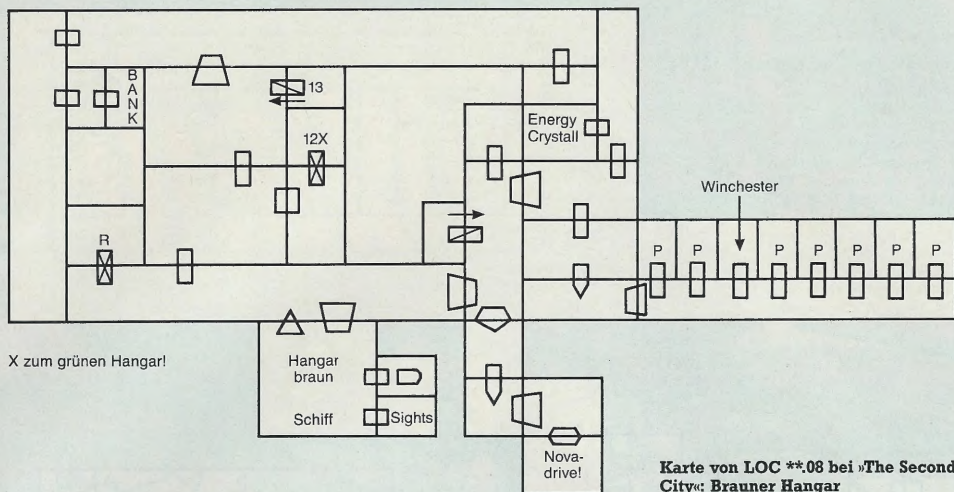 BANK
13
12X
R
Energy
Crystall
Winchester
P
P
P
P
P
P
P
X zum grünen Hangar!
Hangar
braun
Schiff
Sights
Nova-
drive!
Karte von LOC **.08 bei »The Second
City«: Brauner Hangar